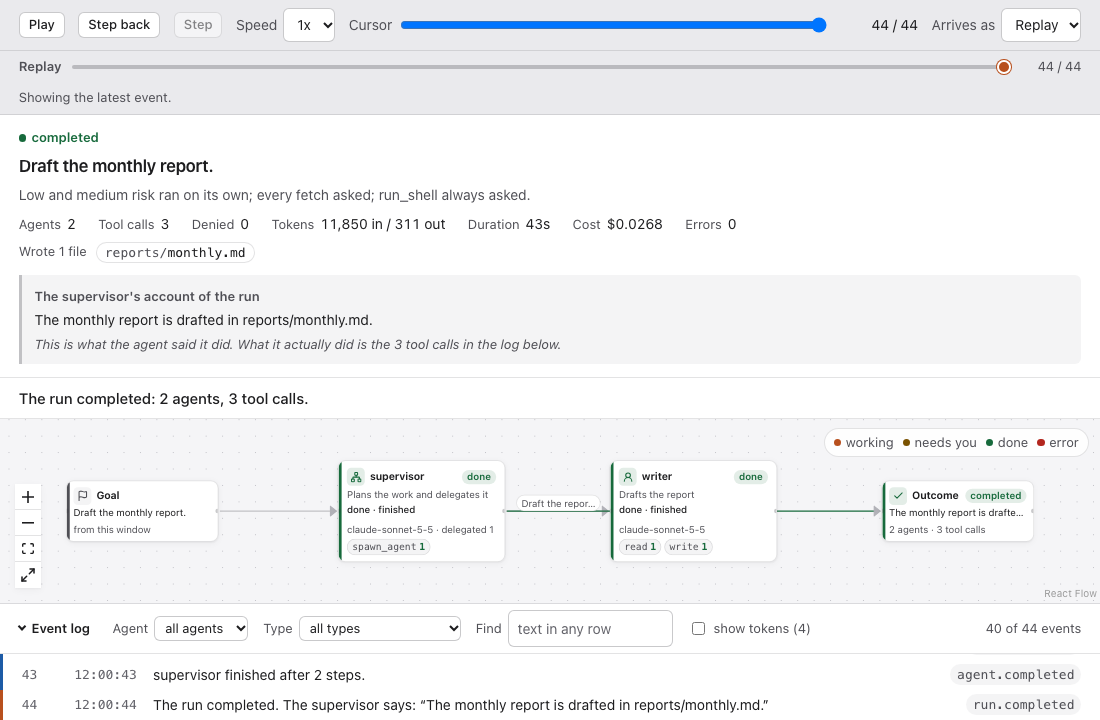 Play Step back Step Speed 1x Cursor 44 / 44 Arrives as Replay
Replay 44 / 44
Showing the latest event.
completed
Draft the monthly report.
Low and medium risk ran on its own; every fetch asked; run_shell always asked.
Agents 2 Tool calls 3 Denied 0 Tokens 11,850 in / 311 out Duration 43s Cost $0.0268 Errors 0
Wrote 1 file reports/monthly.md
The supervisor's account of the run
The monthly report is drafted in reports/monthly.md.
This is what the agent said it did. What it actually did is the 3 tool calls in the log below.
The run completed: 2 agents, 3 tool calls.
working needs you done error
Goal
Draft the monthly report.
from this window
supervisor done
Plans the work and delegates it
done · finished
claude-sonnet-5-5 · delegated 1
spawn_agent 1
Draft the repor...
writer done
Drafts the report
done · finished
claude-sonnet-5-5
read 1 write 1
Outcome completed
The monthly report is drafte...
2 agents · 3 tool calls
React Flow
Event log Agent all agents Type all types Find text in any row show tokens (4) 40 of 44 events
43 12:00:43 supervisor finished after 2 steps. agent.completed
44 12:00:44 The run completed. The supervisor says: “The monthly report is drafted in reports/monthly.md.” run.completed